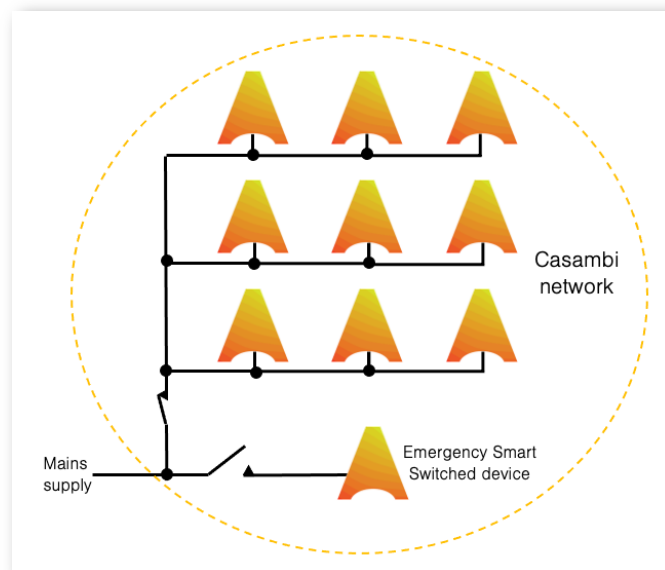 Casambi
network
Mains
supply
Emergency Smart
Switched device